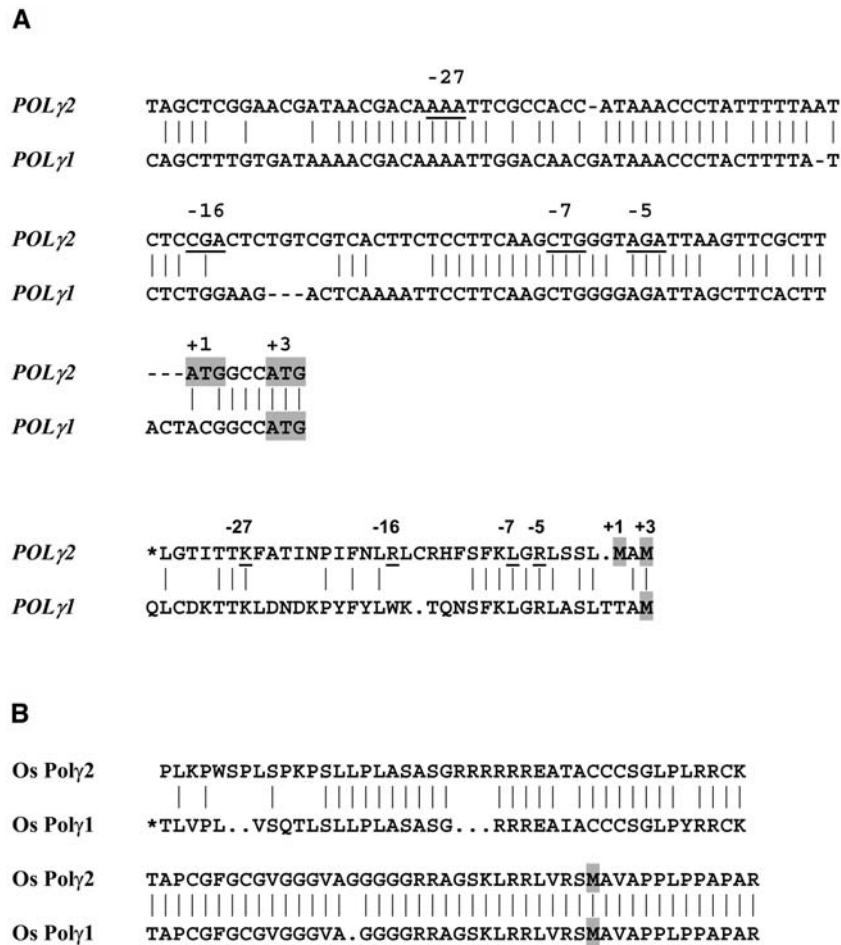 A
-27
POLγ2 TAGCTCGGAACGATAACGACAAAATTCGCCACC-ATAAACCCTATTTTTAAT
POLγ1 CAGCTTTGTGATAAAACGACAAAATTGGACAACGATAAACCCTACTTTTA-T
-16 -7 -5
POLγ2 CTCCGACTCTGTCGTCACTTCTCCTTCAAGCTGGGTAGATTAAGTTCGCTT
POLγ1 CTCTGGAAG---ACTCAAAATTCCTTCAAGCTGGGGAGATTAGCTTCACTT
+1 +3
POLγ2 ---ATGGCCATG
POLγ1 ACTACGGCCATG
-27 -16 -7 -5 +1 +3
POLγ2 *LGTITTKFATINPIFNLRLCRHFSFKLGRLSSL.MAM
POLγ1 QLCDKTTKLDNDKPYFYLWK.TQNSFKLGRLASLTTAM
B
Os Polγ2 PLKPWSPLSPKPSLLPLASASGRRRRRREATACCCSGLPLRRCK
Os Polγ1 *TLVPL..VSQTLSLLPLASASG...RRREAIACCCSGLPYRRCK
Os Polγ2 TAPCGFGCGVGGGVAGGGGGRRAGSKLRRLVRSMAVAPPLPPAPAR
Os Polγ1 TAPCGFGCGVGGGVA.GGGGRRAGSKLRRLVRSMAVAPPLPPAPAR